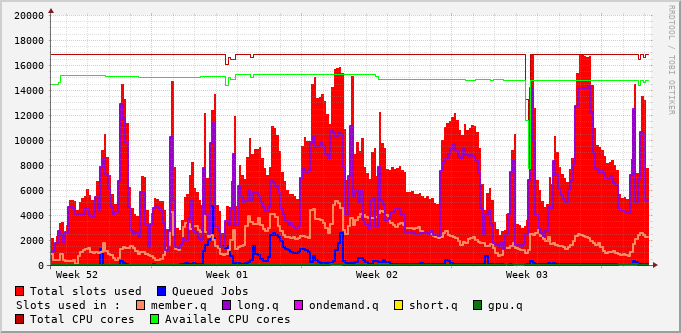 20000
18000
16000
14000
12000
10000
8000
6000
4000
2000
0
RRDTOOL / TOBI OETIKER
Week 52 Week 01 Week 02 Week 03
Total slots used Queued Jobs
Slots used in : member.q long.q ondemand.q short.q gpu.q
Total CPU cores Availale CPU cores